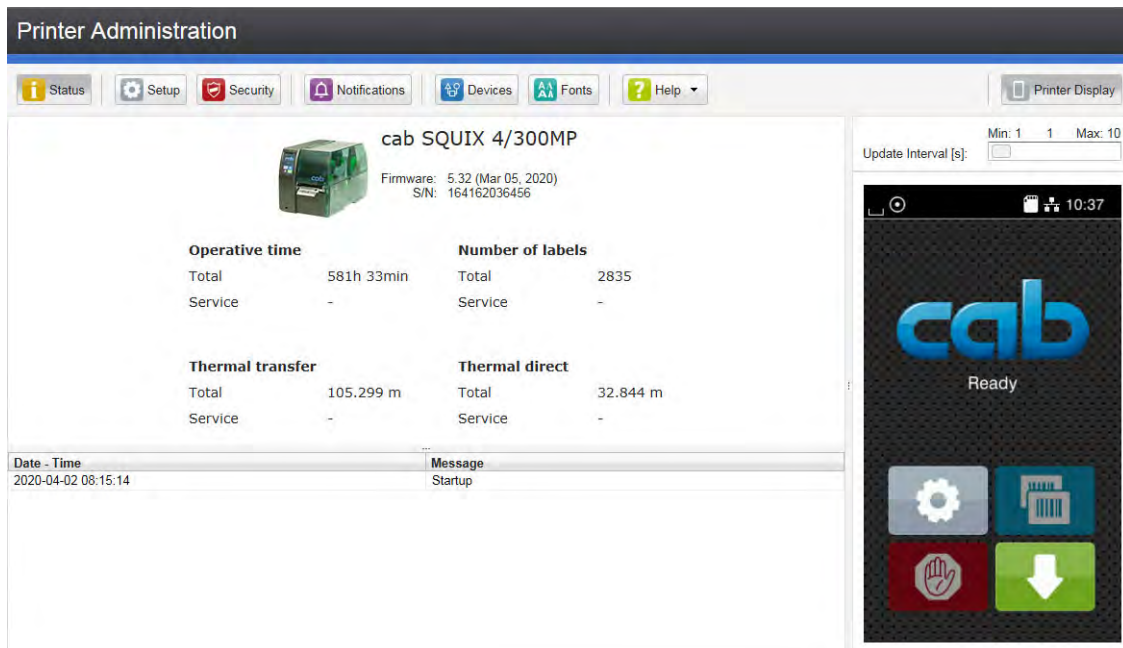 Printer Administration
Status Setup Security Notifications Devices Fonts Help Printer Display
cab SQUIX 4/300MP
Firmware: 5.32 (Mar 05, 2020)
S/N: 164162036456
Operative time Number of labels
Total 581h 33min Total 2835
Service - Service -
Thermal transfer Thermal direct
Total 105.299 m Total 32.844 m
Service - Service -
Date - Time Message
2020-04-02 08:15:14 Startup
Min: 1 1 Max: 10
Update Interval [s]:
10:37
cab
Ready